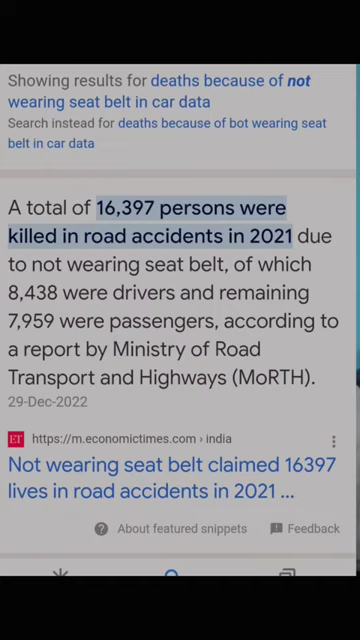 Showing results for deaths because of not
wearing seat belt in car data
Search instead for deaths because of bot wearing seat
belt in car data
A total of 16,397 persons were
killed in road accidents in 2021 due
to not wearing seat belt, of which
8,438 were drivers and remaining
7,959 were passengers, according to
a report by Ministry of Road
Transport and Highways (MoRTH).
29-Dec-2022
ET
https://m.economictimes.com › india
Not wearing seat belt claimed 16397
lives in road accidents in 2021 ...
About featured snippets
Feedback